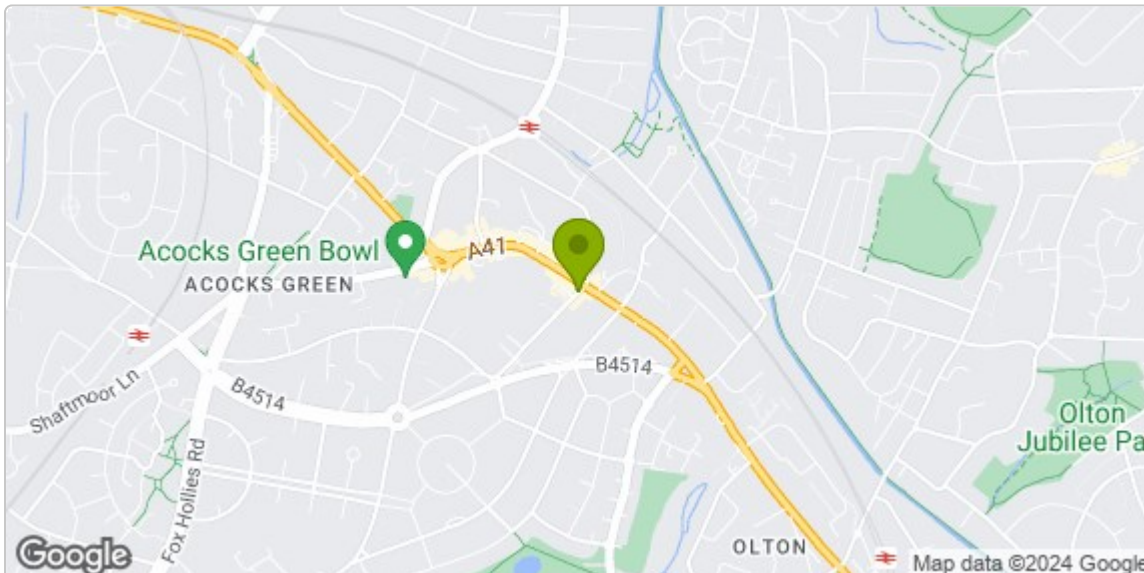 Acocks Green Bowl
A41
ACOCKS GREEN
Shaftmoor Ln
B4514
B4514
Fox Hollies Rd
Olton
Jubilee Pa
OLTON
Google
Map data ©2024 Google